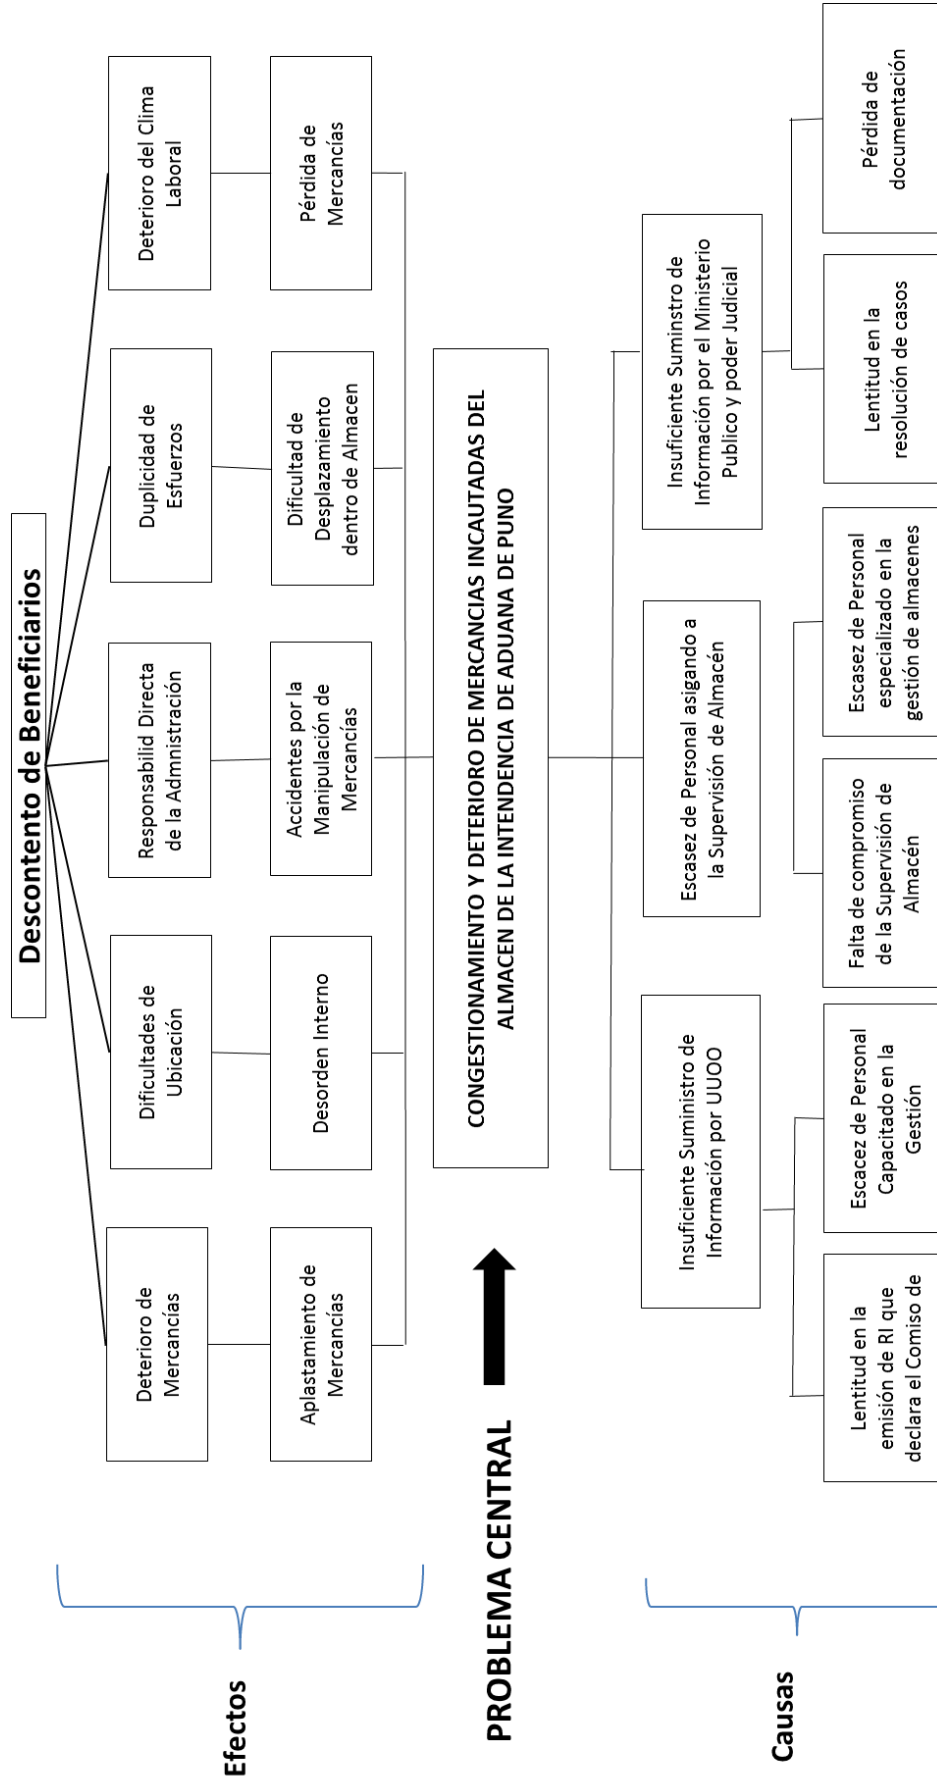 Descontento de Beneficiarios
Efectos
Deterioro de
Mercancías
Dificultades de
Ubicación
Responsabilid Directa
de la Admnistración
Duplicidad de
Esfuerzos
Deterioro del Clima
Laboral
Aplastamiento de
Mercancías
Desorden Interno
Accidentes por la
Manipulación de
Mercancías
Dificultad de
Desplazamiento
dentro de Almacen
Pérdida de
Mercancías
PROBLEMA CENTRAL
CONGESTIONAMIENTO Y DETERIORO DE MERCANCIAS INCAUTADAS DEL
ALMACEN DE LA INTENDENCIA DE ADUANA DE PUNO
Causas
Insuficiente Suministro de
Información por UUOO
Escasez de Personal asigando a
la Supervisión de Almacén
Insuficiente Suminstro de
Información por el Ministerio
Publico y poder Judicial
Lentitud en la
emisión de RI que
declara el Comiso de
Escacez de Personal
Capacitado en la
Gestión
Falta de compromiso
de la Supervisión de
Almacén
Escasez de Personal
especializado en la
gestión de almacenes
Lentitud en la
resolución de casos
Pérdida de
documentación